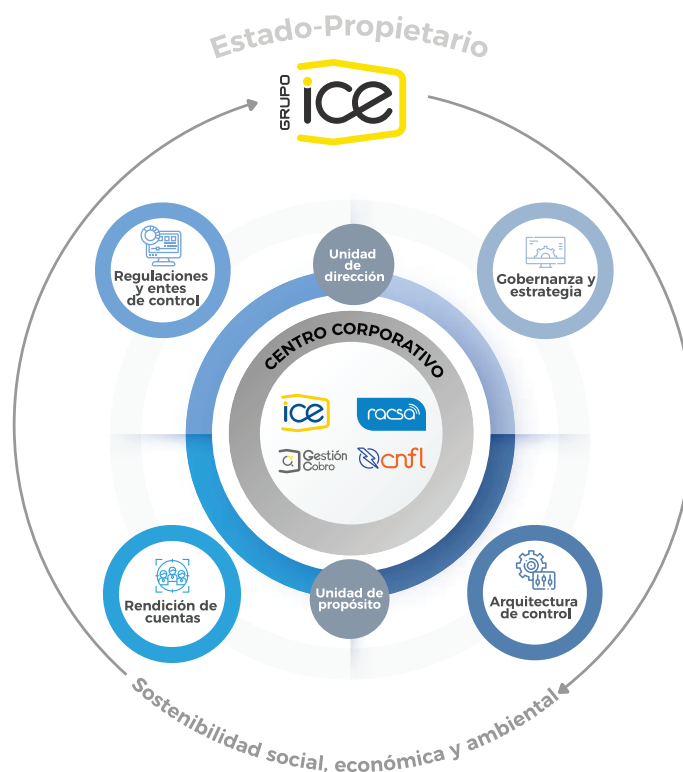 Estado-Propietario
GRUPO
ice
Regulaciones
y entes
de control
Unidad
de
dirección
Gobernanza y
estrategia
CENTRO CORPORATIVO
ice
racsa
Gestión
Cobro
cnfl
Rendición de
cuentas
Unidad de
propósito
Arquitectura
de control
Sostenibilidad social, económica y ambiental